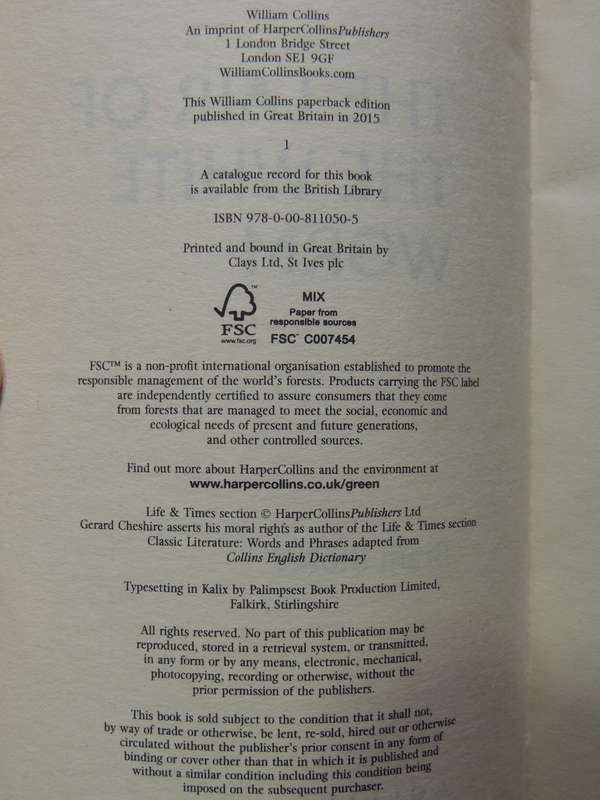 William Collins
An imprint of HarperCollinsPublishers
1 London Bridge Street
London SE1 9GF
WilliamCollinsBooks.com
This William Collins paperback edition
published in Great Britain in 2015
1
A catalogue record for this book
is available from the British Library
ISBN 978-0-00-811050-5
Printed and bound in Great Britain by
Clays Ltd, St Ives plc
FSC™
www.fsc.org
MIX
Paper from
responsible sources
FSC™ C007454
FSC™ is a non-profit international organisation established to promote the
responsible management of the world's forests. Products carrying the FSC label
are independently certified to assure consumers that they come
from forests that are managed to meet the social, economic and
ecological needs of present and future generations,
and other controlled sources.
Find out more about HarperCollins and the environment at
www.harpercollins.co.uk/green
Life & Times section © HarperCollinsPublishers Ltd
Gerard Cheshire asserts his moral rights as author of the Life & Times section
Classic Literature: Words and Phrases adapted from
Collins English Dictionary
Typesetting in Kalix by Palimpsest Book Production Limited,
Falkirk, Stirlingshire
All rights reserved. No part of this publication may be
reproduced, stored in a retrieval system, or transmitted,
in any form or by any means, electronic, mechanical,
photocopying, recording or otherwise, without the
prior permission of the publishers.
This book is sold subject to the condition that it shall not,
by way of trade or otherwise, be lent, re-sold, hired out or otherwise
circulated without the publisher's prior consent in any form of
binding or cover other than that in which it is published and
without a similar condition including this condition being
imposed on the subsequent purchaser.